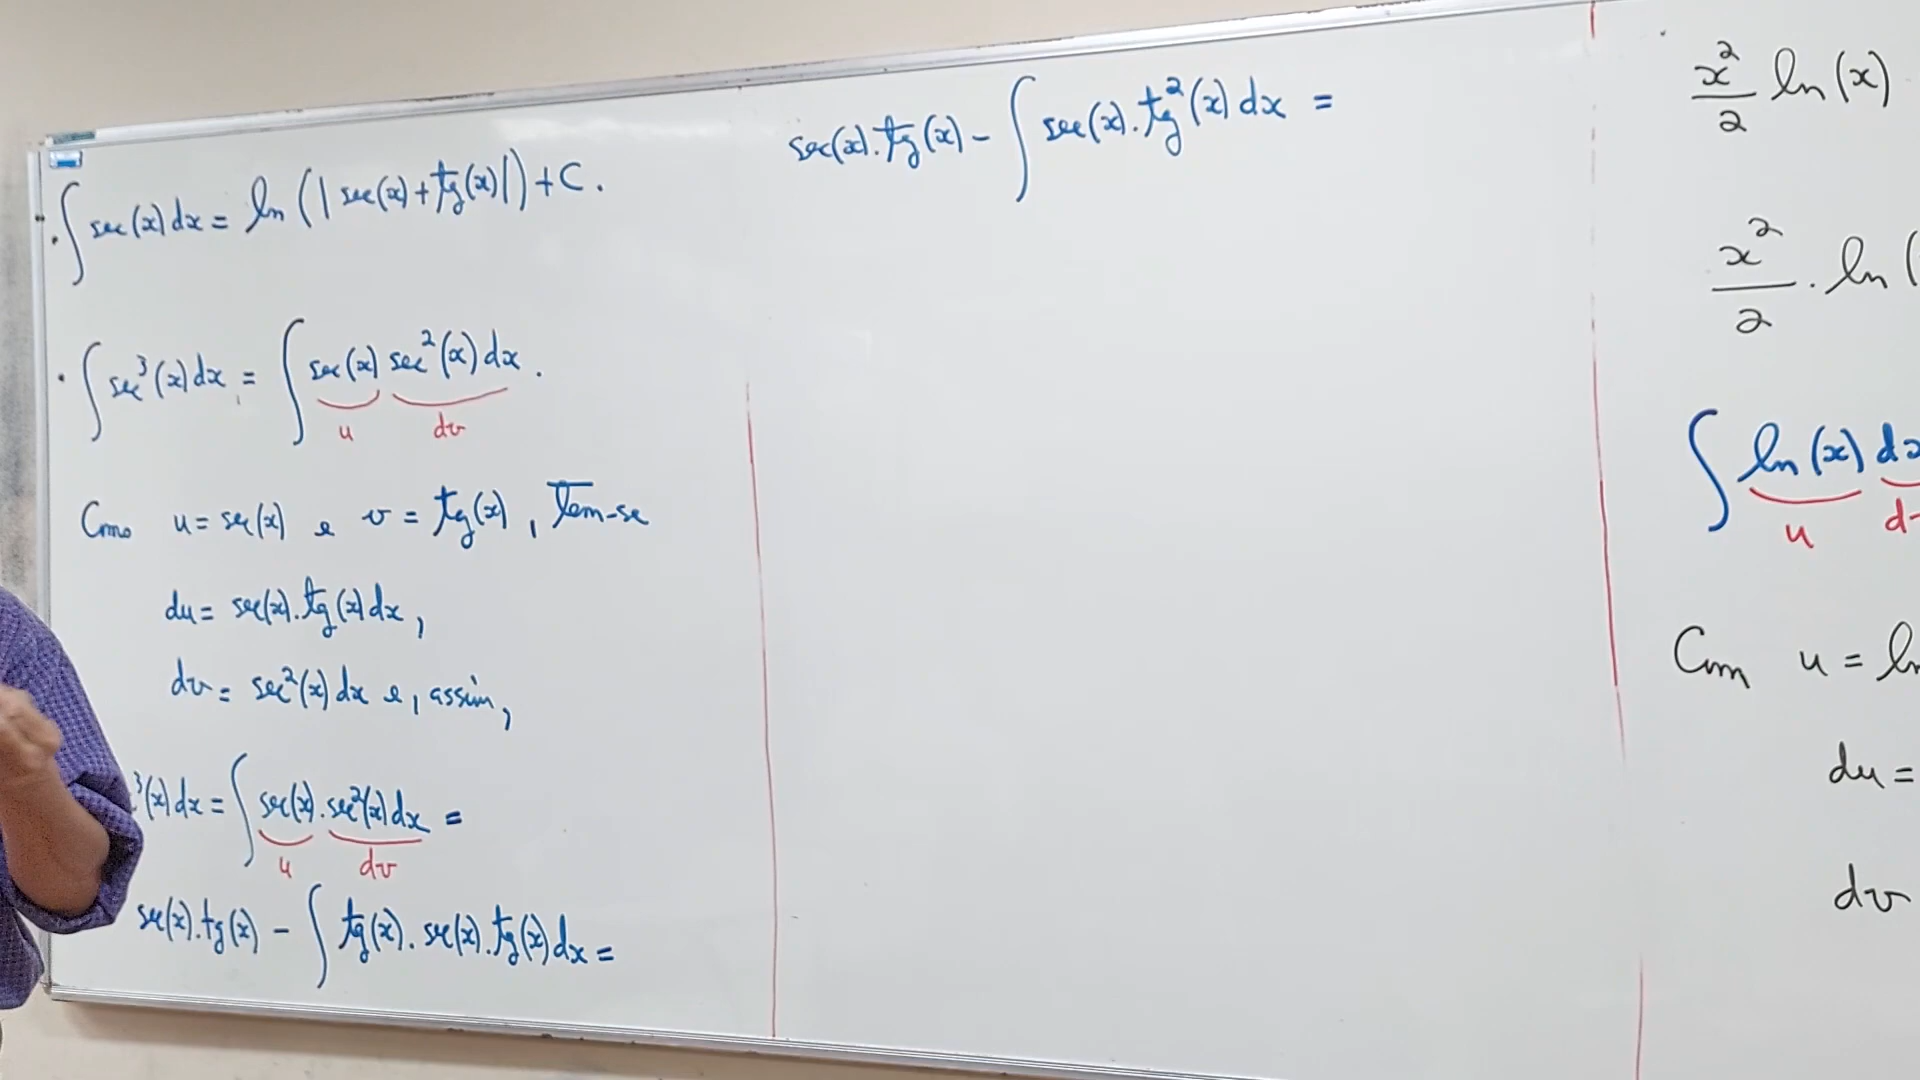 ∫ sec(x) dx = ln (| sec(x) + tg(x)|) + C .
∫ sec³(x) dx = ∫ sec(x) sec²(x) dx .
u dv
Como u = sec(x) e v = tg(x) , Tem-se
du = sec(x) . tg(x) dx ,
dv = sec²(x) dx e, assim,
³(x) dx = ∫ sec(x) . sec²(x) dx =
u dv
sec(x) . tg(x) - ∫ tg(x) . sec(x) . tg(x) dx =
sec(x) . tg(x) - ∫ sec(x) . tg²(x) dx =
x²/2 ln(x)
x²/2 . ln (
∫ ln(x) dx
u d
Com u = ln
du =
dv